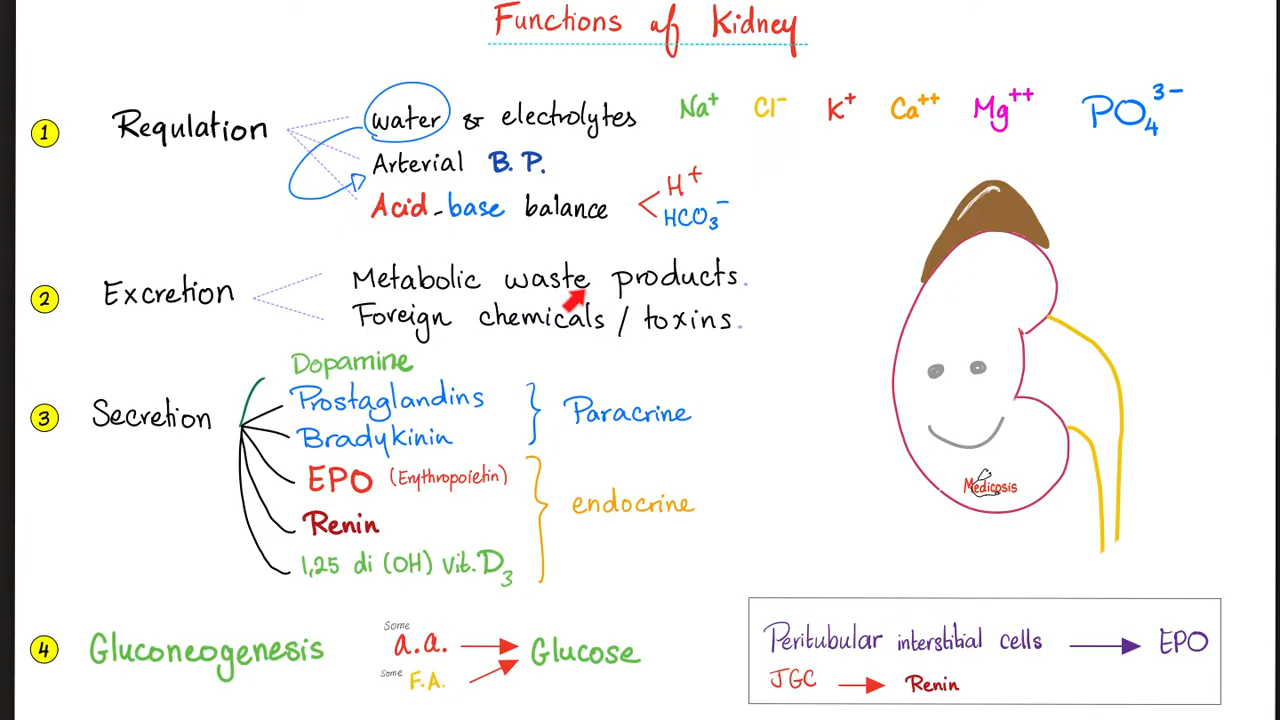 Functions of Kidney
1 Regulation
water & electrolytes Na⁺ Cl⁻ K⁺ Ca⁺⁺ Mg⁺⁺ PO₄³⁻
Arterial B.P.
Acid-base balance H⁺
HCO₃⁻
2 Excretion
Metabolic waste products.
Foreign chemicals / toxins.
3 Secretion
Dopamine
Prostaglandins
Bradykinin
Paracrine
EPO (Erythropoietin)
Renin
1,25 di (OH) vit. D₃
endocrine
Medicosis
4 Gluconeogenesis
Some a.a. → Glucose
Some F.A.
Peritubular interstitial cells → EPO
JGC → Renin